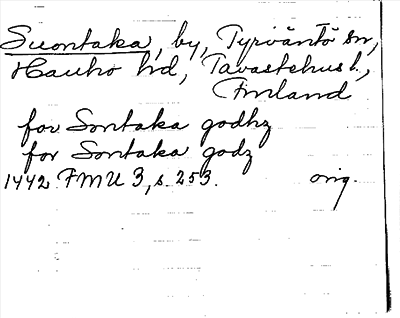 Suontaka, by, Tyrväntö sn,
Hauho hd, Tavastehus l.,
Finland
for Sontaka godhz
for Sontaka godz
1442 FMU 3, s. 253. orig.